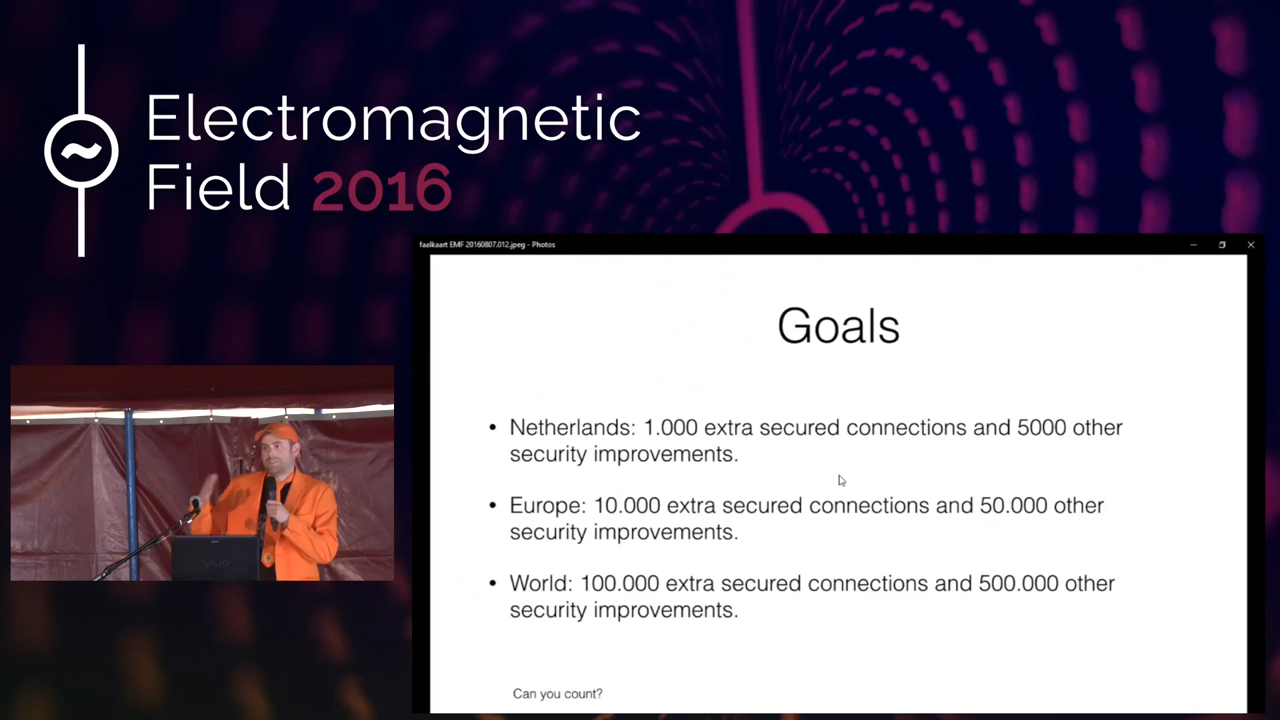 Electromagnetic
Field 2016
faalkaart EMF 20160807.012.jpeg - Photos
Goals
• Netherlands: 1.000 extra secured connections and 5000 other
security improvements.
• Europe: 10.000 extra secured connections and 50.000 other
security improvements.
• World: 100.000 extra secured connections and 500.000 other
security improvements.
Can you count?
VAIO